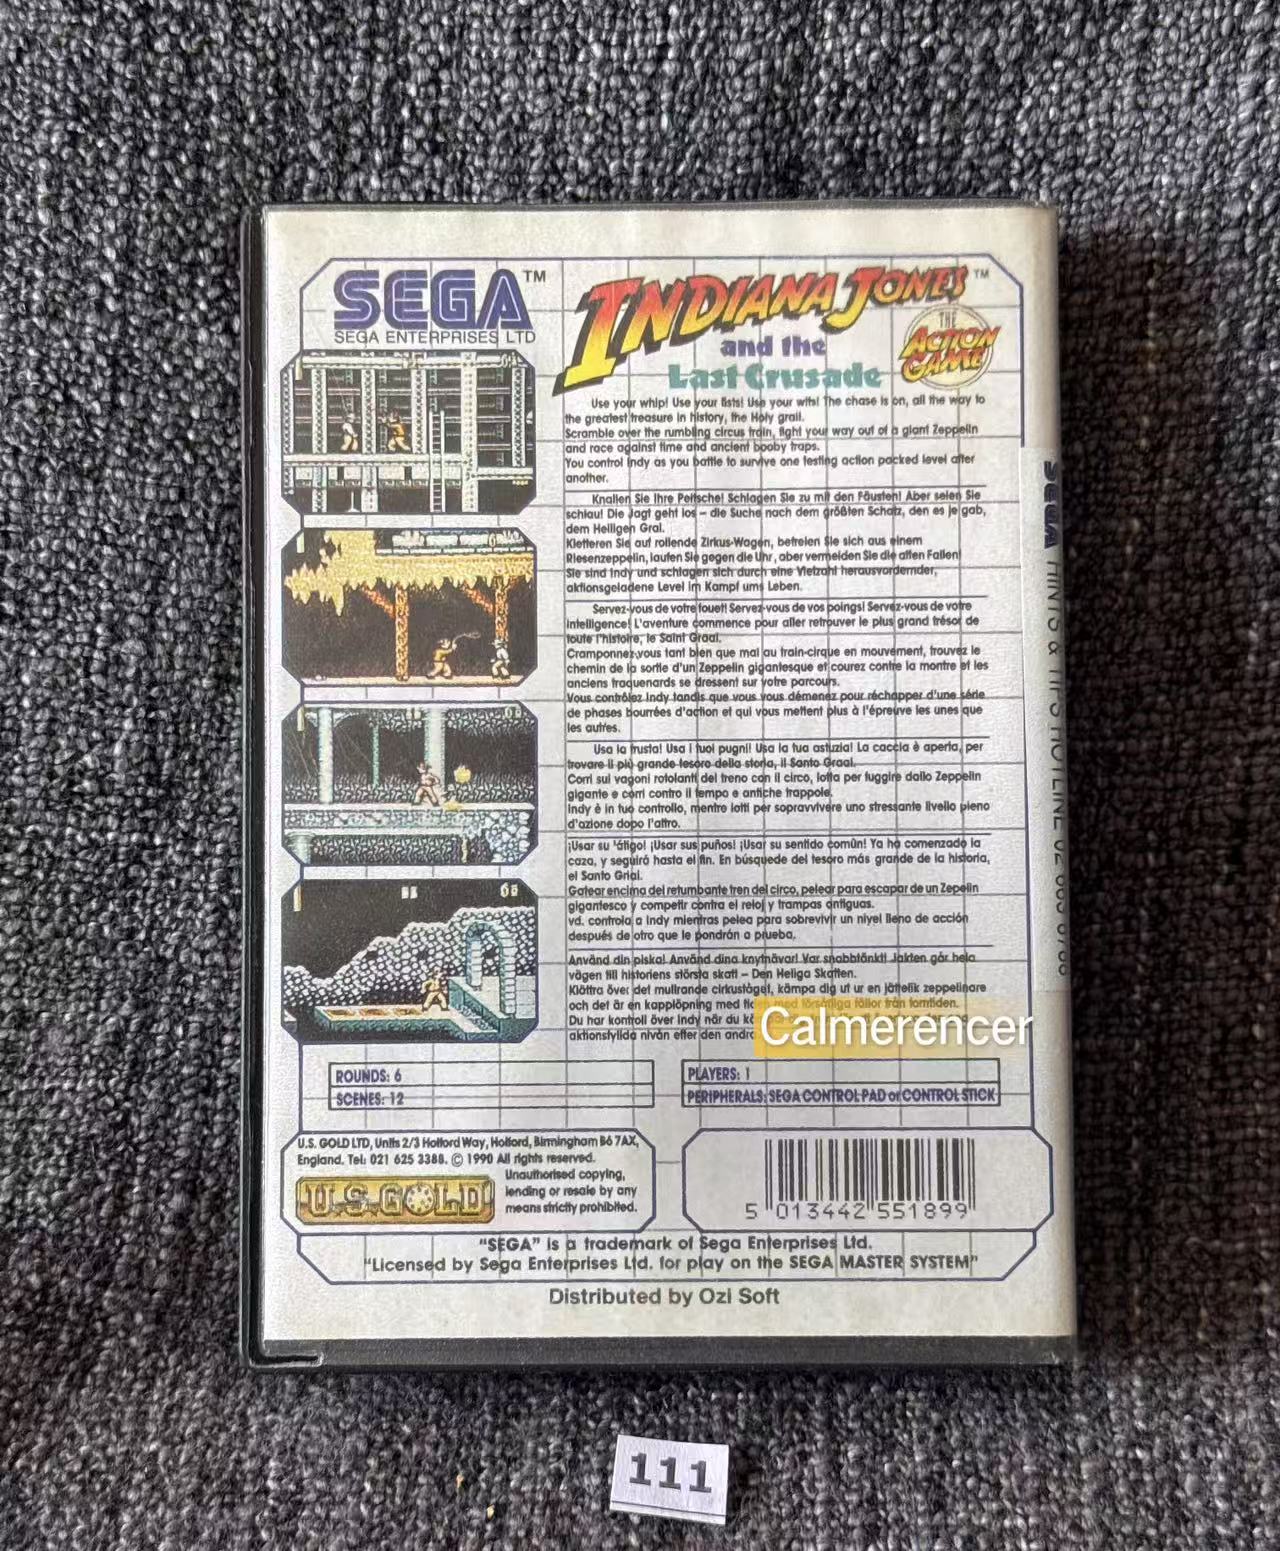 SEGA™
SEGA ENTERPRISES LTD
INDIANA JONES™
and the
Last Crusade
THE
ACTION
GAME
Use your whip! Use your fists! Use your wits! The chase is on, all the way to
the greatest treasure in history, the Holy grail.
Scramble over the rumbling circus train, fight your way out of a giant Zeppelin
and race against time and ancient booby traps.
You control Indy as you battle to survive one testing action packed level after
another.
Knallen Sie Ihre Peitsche! Schlagen Sie zu mit den Fäusten! Aber seien Sie
schlau! Die Jagt geht los – die Suche nach dem größten Schatz, den es je gab,
dem Heiligen Gral.
Kletteren Sie auf rollende Zirkus-Wagen, befreien Sie sich aus einem
Riesenzeppelin, laufen Sie gegen die Uhr, aber vermeiden Sie die alten Fallen!
Sie sind Indy und schlagen sich durch eine Vielzahl herausvordernder,
aktionsgeladene Level im Kampf ums Leben.
Servez-vous de votre fouet! Servez-vous de vos poings! Servez-vous de votre
intelligence! L'aventure commence pour aller retrouver le plus grand trésor de
toute l'histoire, le Saint Graal.
Cramponnez-vous tant bien que mal au train-cirque en mouvement, trouvez le
chemin de la sortie d'un Zeppelin gigantesque et courez contre la montre et les
anciens traquenards se dressent sur votre parcours.
Vous contrôlez Indy tandis que vous vous démenez pour réchapper d'une série
de phases bourrées d'action et qui vous mettent plus à l'épreuve les unes que
les autres.
Usa la frusta! Usa i tuoi pugni! Usa la tua astuzia! La caccia è aperta, per
trovare il più grande tesoro della storia, il Santo Graal.
Corri sui vagoni rotolanti del treno con il circo, lotta per fuggire dallo Zeppelin
gigante e corri contro il tempo e antiche trappole.
Indy è in tuo controllo, mentre lotti per sopravvivere uno stressante livello pieno
d'azione dopo l'altro.
¡Usar su látigo! ¡Usar sus puños! ¡Usar su sentido comûn! Ya ha comenzado la
caza, y seguirá hasta el fin. En búsquede del tesoro más grande de la historia,
el Santo Grial.
Gatear encima del retumbante tren del circo, pelear para escapar de un Zepelin
gigantesco y competir contra el reloj y trampas antiguas.
vd. controla a Indy mientras pelea para sobrevivir un niyel lleno de acción
después de otro que le pondrán a prueba.
Använd din piska! Använd dina knytnävar! Var snabbtänkt! Jakten går hela
vägen till historiens största skatt – Den Heliga Skatten.
Klättra över det mullrande cirkuståget, kämpa dig ut ur en jättelik zeppelinare
och det är en kapplöpning med tid och med försåtliga fällor från forntiden.
Du har kontroll över Indy när du
aktionsfyllda nivån efter den andra
Calmerencer
ROUNDS: 6
SCENES: 12
PLAYERS: 1
PERIPHERALS: SEGA CONTROL PAD or CONTROL STICK
U.S. GOLD LTD, Units 2/3 Holford Way, Holford, Birmingham B6 7AX,
England. Tel: 021 625 3388. © 1990 All rights reserved.
Unauthorised copying,
lending or resale by any
means strictly prohibited.
U.S. GOLD
5 013442 551899
"SEGA" is a trademark of Sega Enterprises Ltd.
"Licensed by Sega Enterprises Ltd. for play on the SEGA MASTER SYSTEM"
Distributed by Ozi Soft
SEGA HINTS & TIPS HOTLINE
111